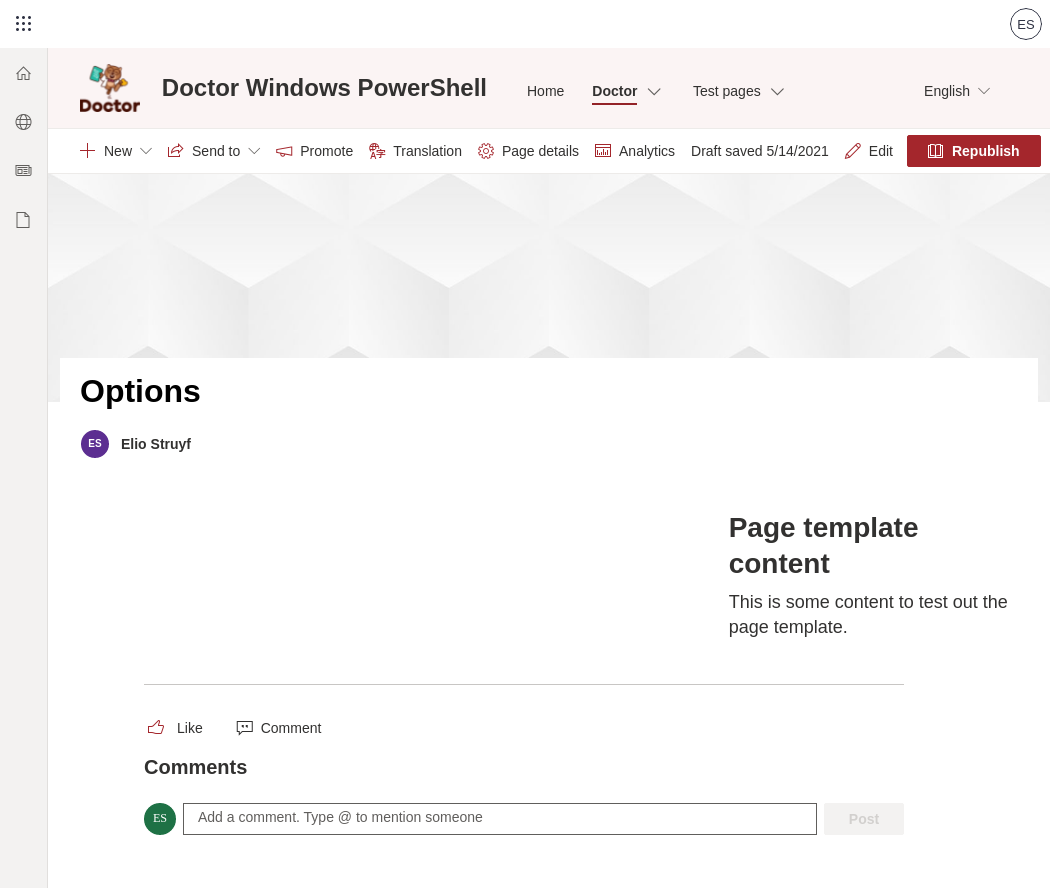 ES
Doctor
Doctor Windows PowerShell
Home Doctor Test pages English
New Send to Promote Translation Page details Analytics Draft saved 5/14/2021 Edit Republish
Options
ES Elio Struyf
Page template
content
This is some content to test out the
page template.
Like Comment
Comments
ES Add a comment. Type @ to mention someone Post